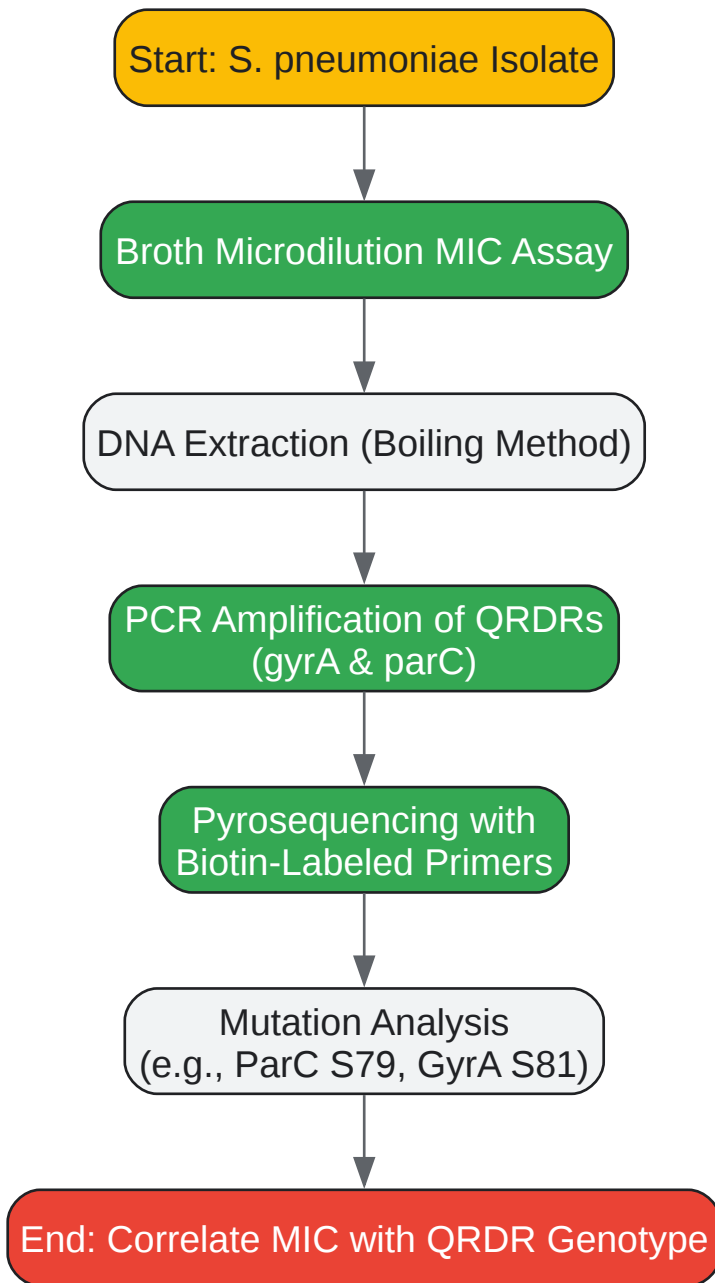 Start: S. pneumoniae Isolate
Broth Microdilution MIC Assay
DNA Extraction (Boiling Method)
PCR Amplification of QRDRs
(gyrA & parC)
Pyrosequencing with
Biotin-Labeled Primers
Mutation Analysis
(e.g., ParC S79, GyrA S81)
End: Correlate MIC with QRDR Genotype